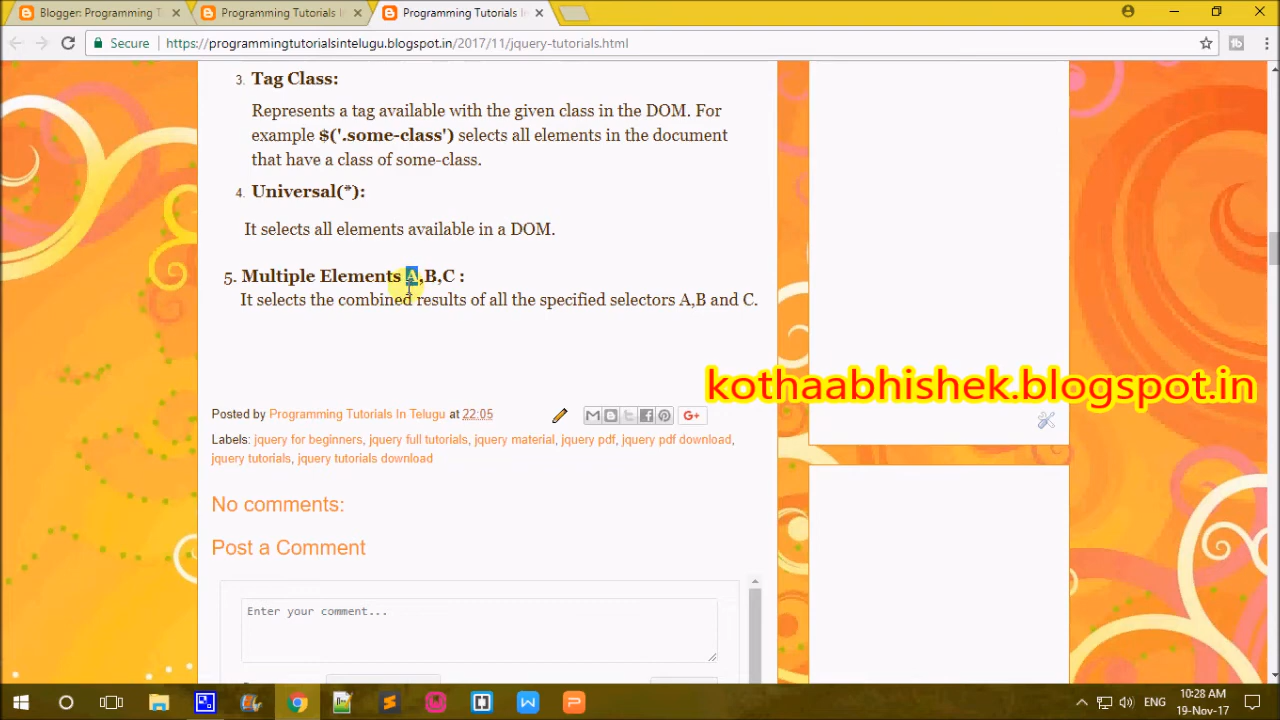 Blogger: Programming T
Programming Tutorials In
Programming Tutorials In
Secure
https://programmingtutorialsintelugu.blogspot.in/2017/11/jquery-tutorials.html
3. Tag Class:
Represents a tag available with the given class in the DOM. For
example $('.some-class') selects all elements in the document
that have a class of some-class.
4. Universal(*):
It selects all elements available in a DOM.
5. Multiple Elements A,B,C :
It selects the combined results of all the specified selectors A,B and C.
kothaabhishek.blogspot.in
Posted by Programming Tutorials In Telugu at 22:05
Labels: jquery for beginners, jquery full tutorials, jquery material, jquery pdf, jquery pdf download,
jquery tutorials, jquery tutorials download
No comments:
Post a Comment
Enter your comment...
ENG
10:28 AM
19-Nov-17